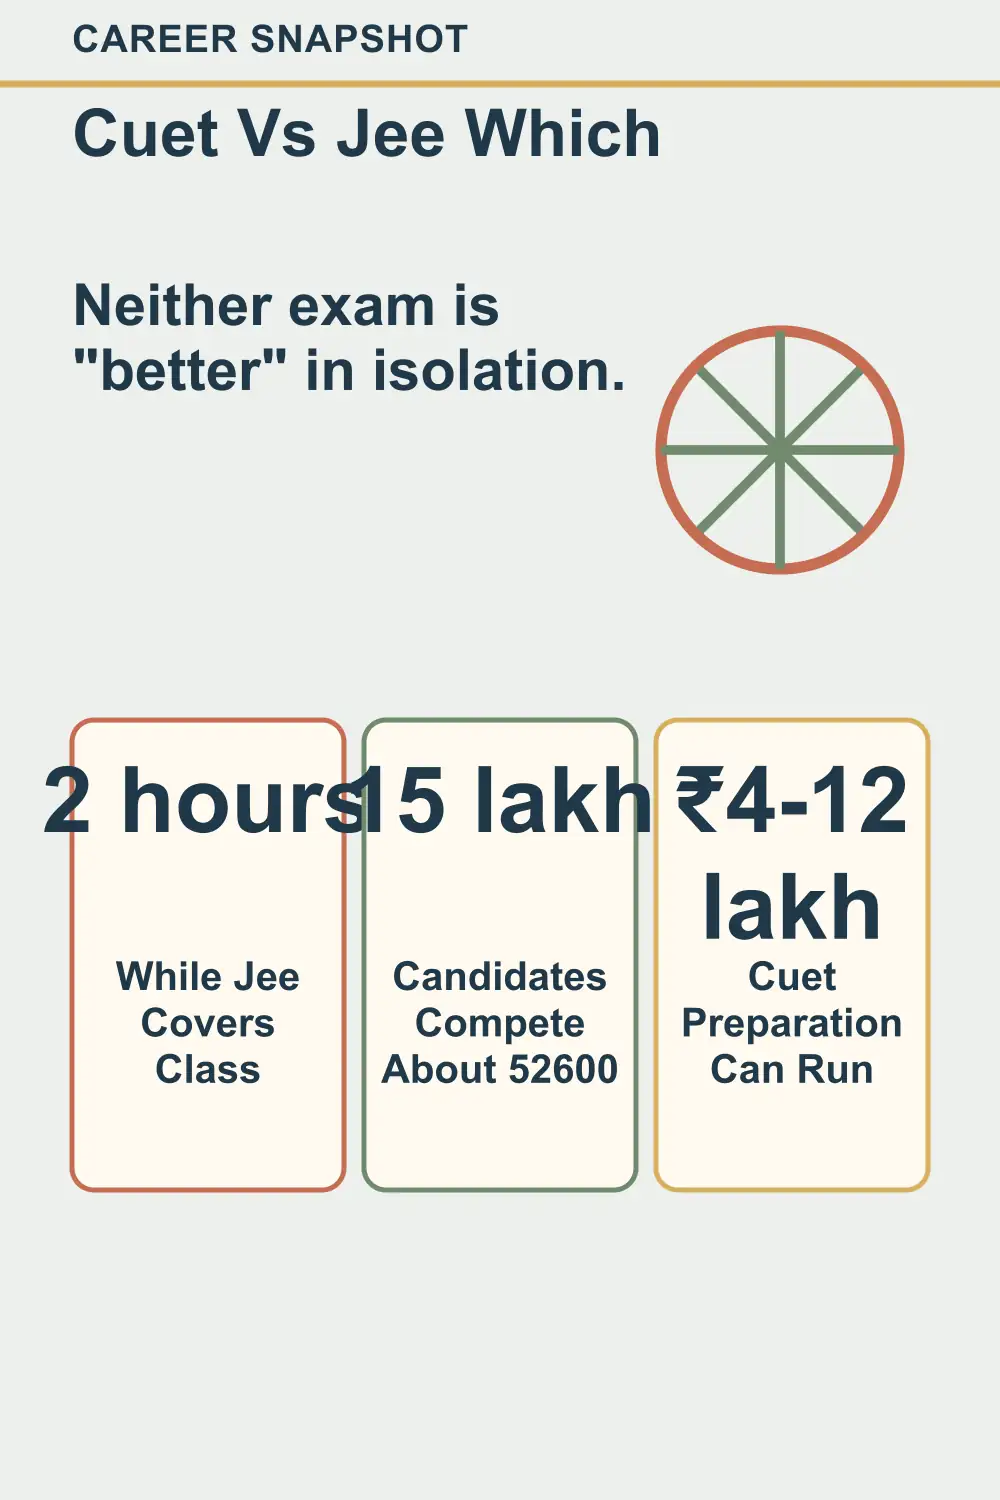 CAREER SNAPSHOT
Cuet Vs Jee Which
Neither exam is
"better" in isolation.
2 hours
While Jee
Covers
Class
15 lakh
Candidates
Compete
About 52600
₹4-12
lakh
Cuet
Preparation
Can Run